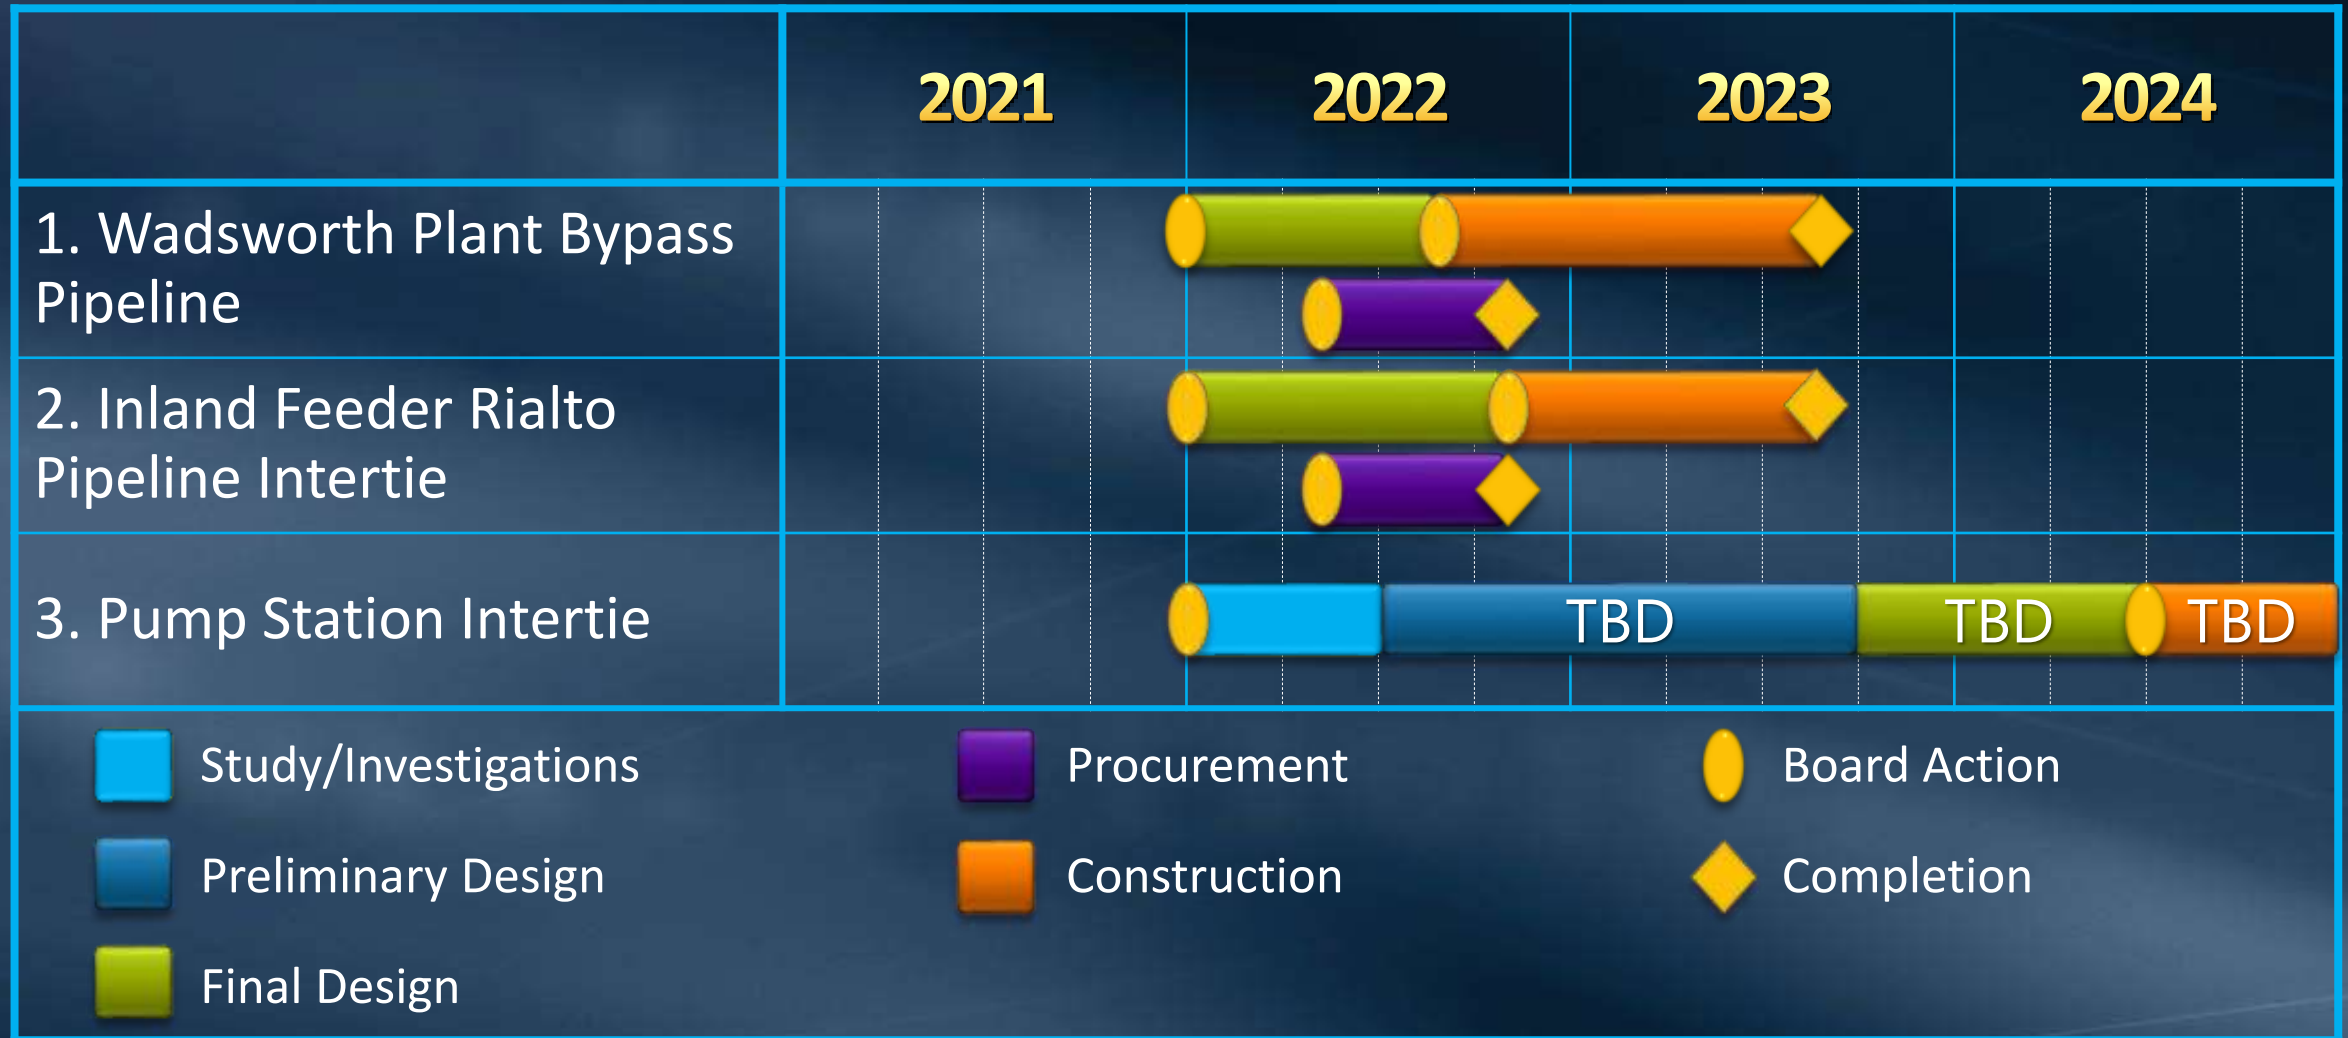 2021 2022 2023 2024
1. Wadsworth Plant Bypass
Pipeline
2. Inland Feeder Rialto
Pipeline Intertie
3. Pump Station Intertie
TBD TBD TBD
Study/Investigations
Procurement
Board Action
Preliminary Design
Construction
Completion
Final Design